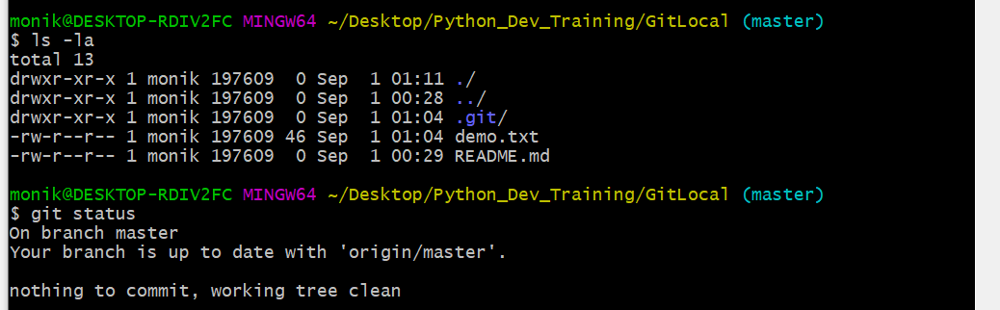 monik@DESKTOP-RDIV2FC MINGW64 ~/Desktop/Python_Dev_Training/GitLocal (master)
$ ls -la
total 13
drwxr-xr-x 1 monik 197609  0 Sep  1 01:11 ./
drwxr-xr-x 1 monik 197609  0 Sep  1 00:28 ../
drwxr-xr-x 1 monik 197609  0 Sep  1 01:04 .git/
-rw-r--r-- 1 monik 197609 46 Sep  1 01:04 demo.txt
-rw-r--r-- 1 monik 197609  0 Sep  1 00:29 README.md
monik@DESKTOP-RDIV2FC MINGW64 ~/Desktop/Python_Dev_Training/GitLocal (master)
$ git status
On branch master
Your branch is up to date with 'origin/master'.
nothing to commit, working tree clean